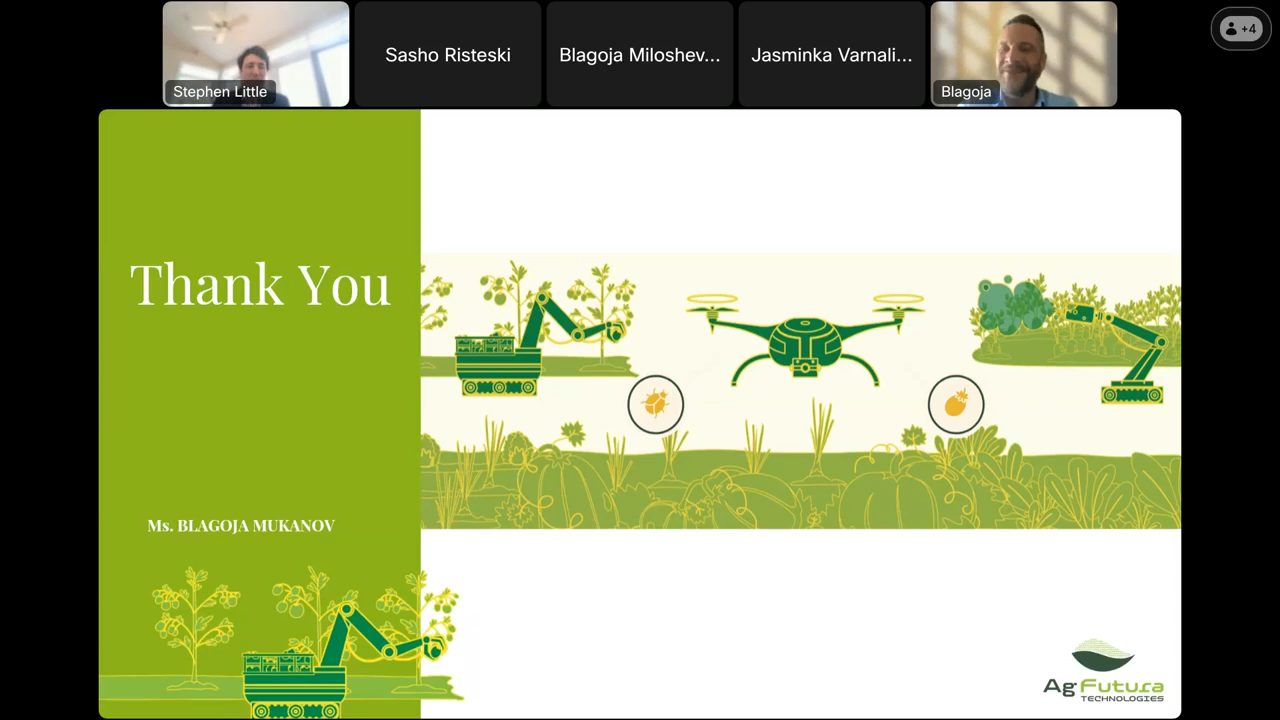 Stephen Little
Sasho Risteski
Blagoja Miloshev...
Jasminka Varnali...
Blagoja
+4
Thank You
Ms. BLAGOJA MUKANOV
AgFutura
TECHNOLOGIES